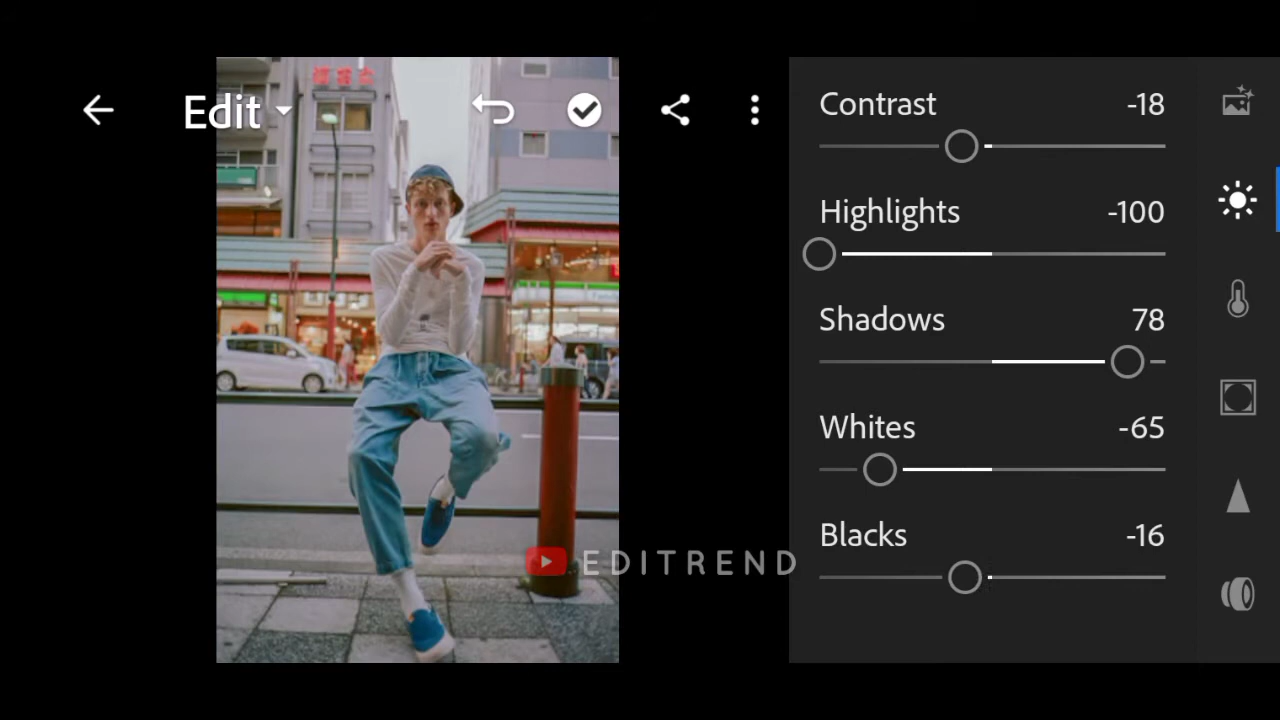 Edit
Contrast -18
Highlights -100
Shadows 78
Whites -65
Blacks -16
EDITREND